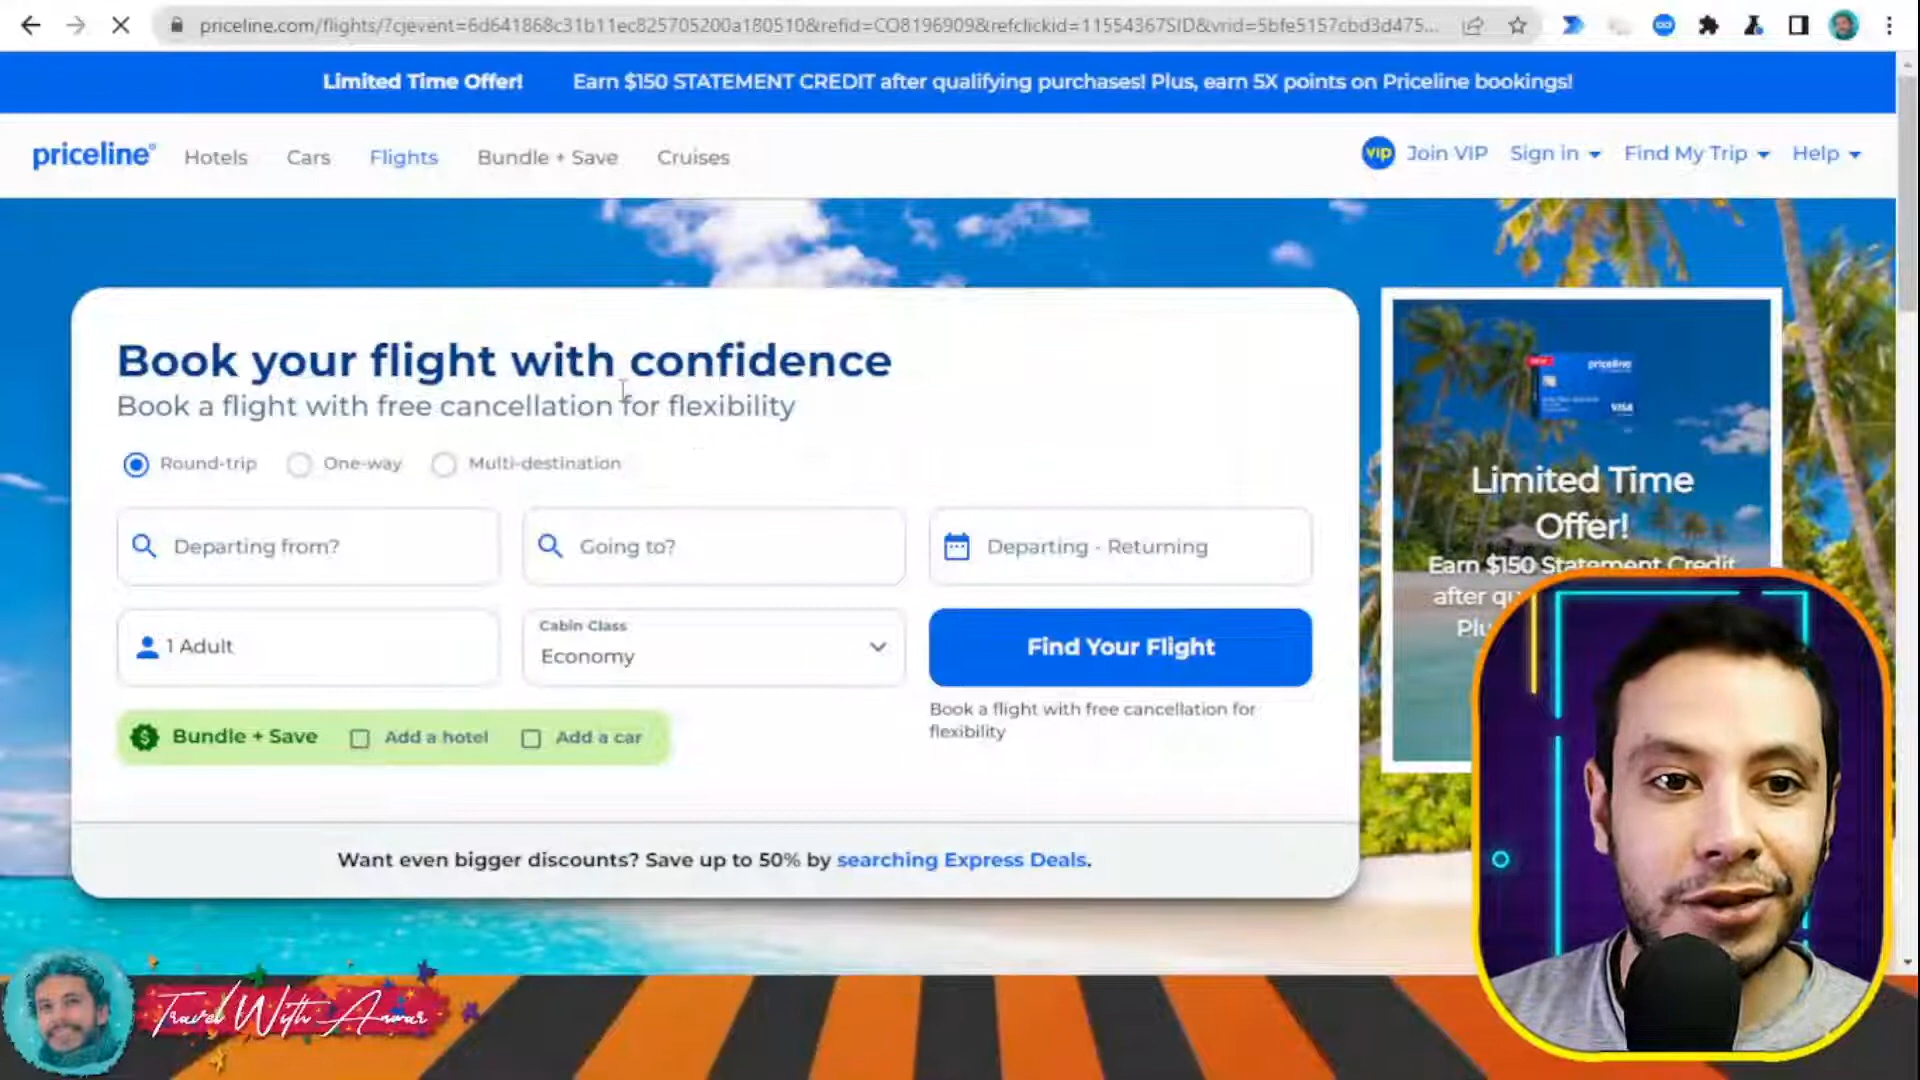 priceline.com/flights/?cjevent=6d641868c31b11ec825705200a180510&refid=CO8196909&refclickid=11554367SID&vrid=5bfe5157cbd3d475...
Limited Time Offer! Earn $150 STATEMENT CREDIT after qualifying purchases! Plus, earn 5X points on Priceline bookings!
priceline Hotels Cars Flights Bundle + Save Cruises vip Join VIP Sign in Find My Trip Help
Book your flight with confidence
Book a flight with free cancellation for flexibility
Round-trip One-way Multi-destination
Departing from? Going to? Departing - Returning
1 Adult
Cabin Class
Economy
Find Your Flight
Book a flight with free cancellation for
flexibility
Bundle + Save Add a hotel Add a car
Want even bigger discounts? Save up to 50% by searching Express Deals.
priceline
VISA
Limited Time
Offer!
Earn $150 Statement Credit
after
Travel With Anwar